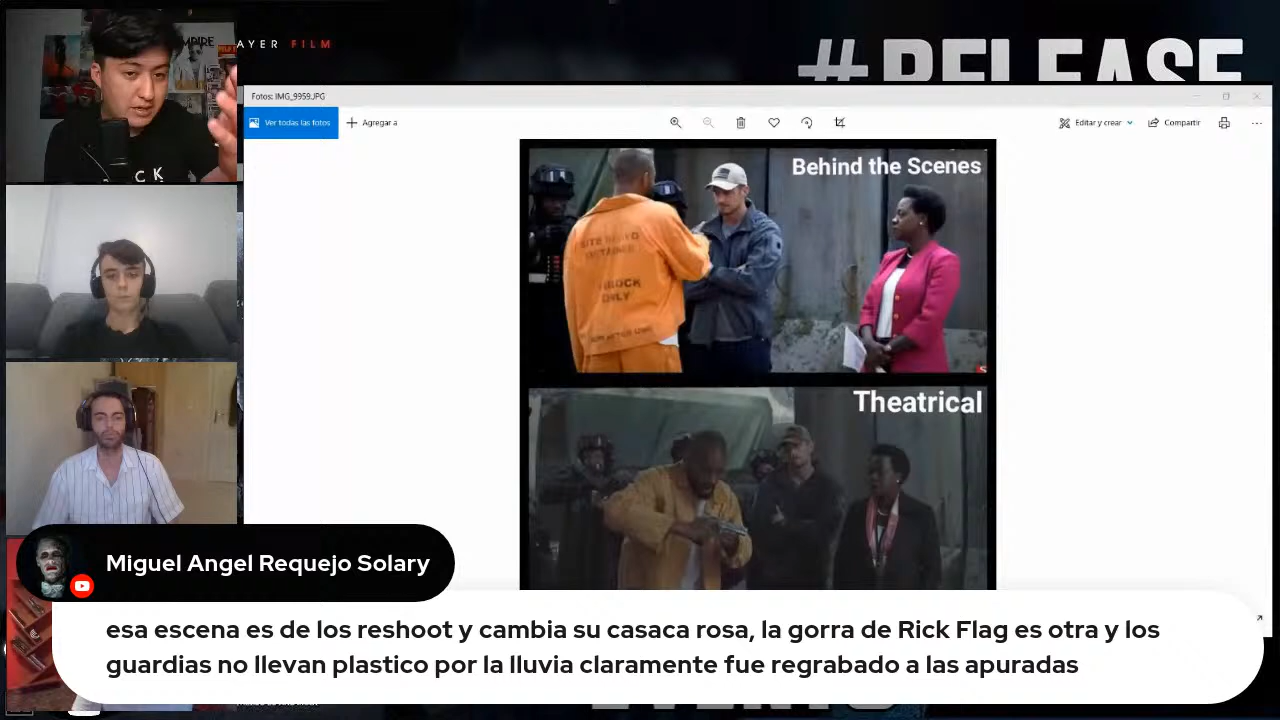 AYER FILM
#RELEASE
Fotos: IMG_9959.JPG
Ver todas las fotos
Agregar a
Editar y crear
Compartir
Behind the Scenes
BLOCK
ONLY
Theatrical
Miguel Angel Requejo Solary
esa escena es de los reshoot y cambia su casaca rosa, la gorra de Rick Flag es otra y los
guardias no llevan plastico por la lluvia claramente fue regrabado a las apuradas